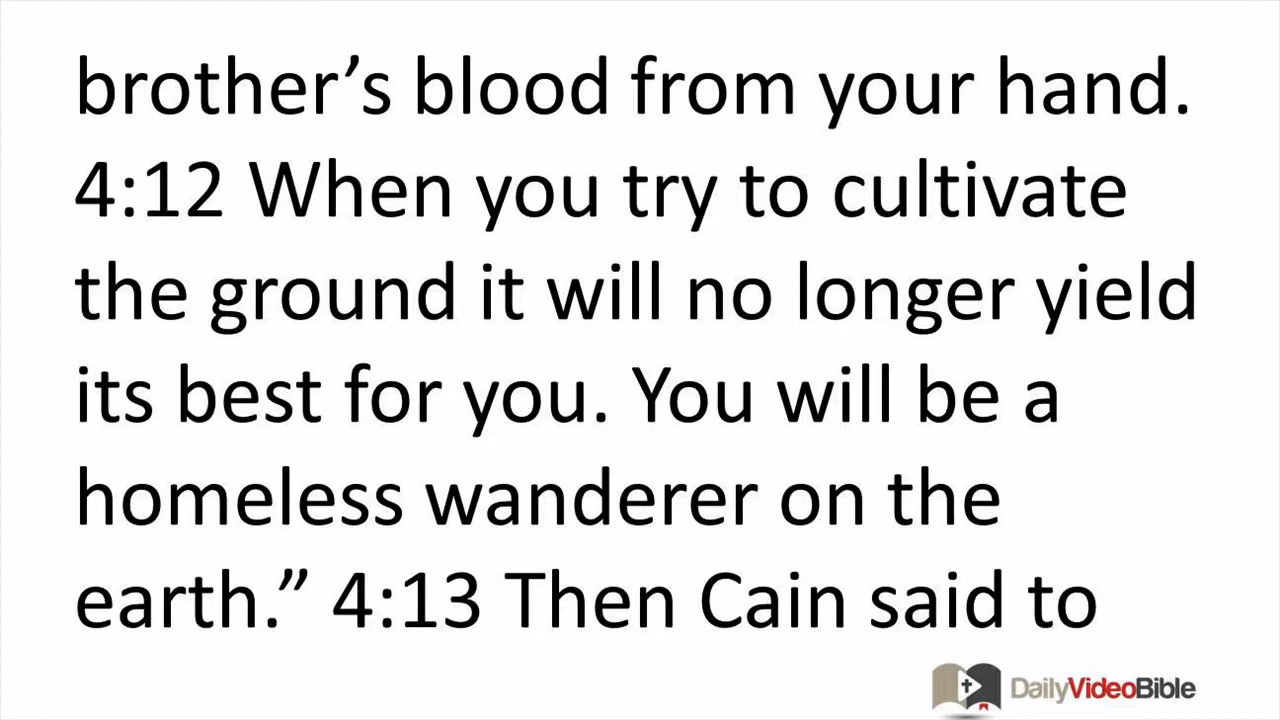 brother’s blood from your hand.
4:12 When you try to cultivate
the ground it will no longer yield
its best for you. You will be a
homeless wanderer on the
earth.” 4:13 Then Cain said to
DailyVideoBible